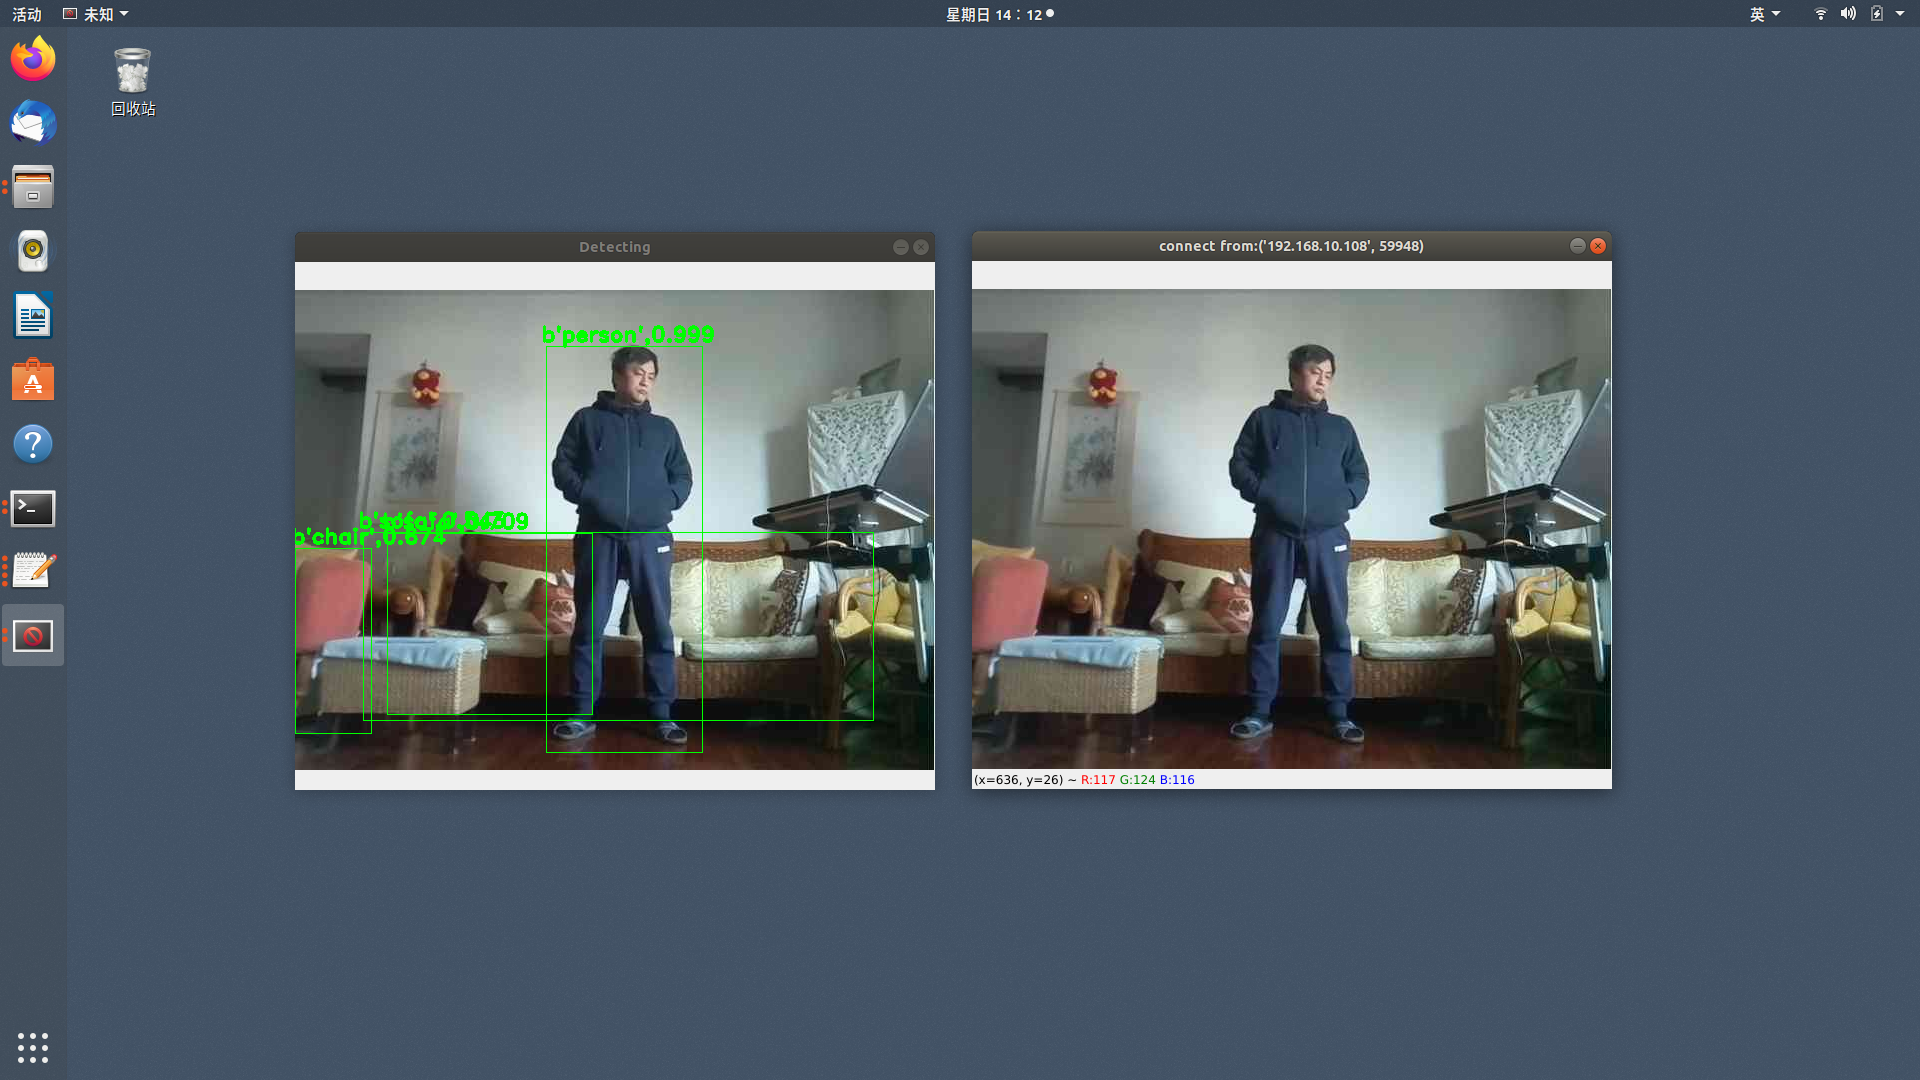 活动 未知 星期日 14：12 英
回收站
Detecting
b'person',0.999
b'chair',0.874
connect from:('192.168.10.108', 59948)
(x=636, y=26) ~ R:117 G:124 B:116